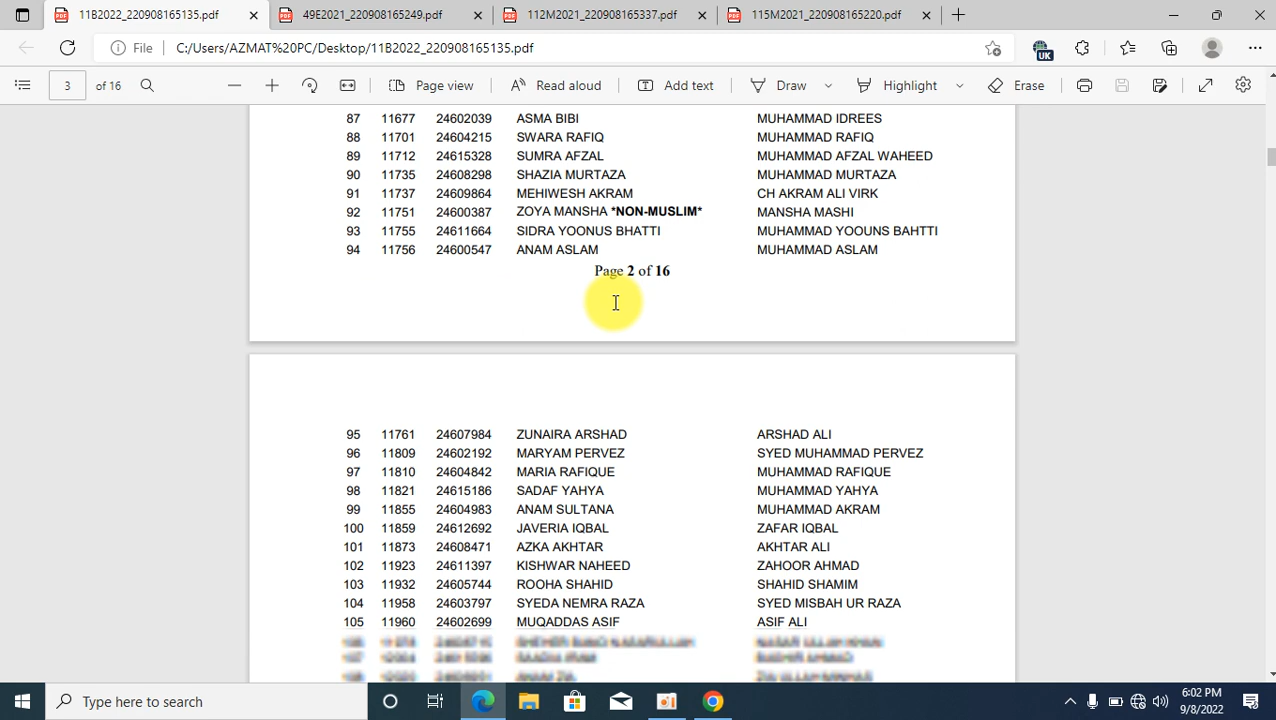 11B2022_220908165135.pdf
49E2021_220908165249.pdf
112M2021_220908165337.pdf
115M2021_220908165220.pdf
File C:/Users/AZMAT%20PC/Desktop/11B2022_220908165135.pdf
UK
3 of 16 Page view Read aloud Add text Draw Highlight Erase
87 11677 24602039 ASMA BIBI MUHAMMAD IDREES
88 11701 24604215 SWARA RAFIQ MUHAMMAD RAFIQ
89 11712 24615328 SUMRA AFZAL MUHAMMAD AFZAL WAHEED
90 11735 24608298 SHAZIA MURTAZA MUHAMMAD MURTAZA
91 11737 24609864 MEHIWESH AKRAM CH AKRAM ALI VIRK
92 11751 24600387 ZOYA MANSHA *NON-MUSLIM* MANSHA MASHI
93 11755 24611664 SIDRA YOONUS BHATTI MUHAMMAD YOOUNS BAHTTI
94 11756 24600547 ANAM ASLAM MUHAMMAD ASLAM
Page 2 of 16
95 11761 24607984 ZUNAIRA ARSHAD ARSHAD ALI
96 11809 24602192 MARYAM PERVEZ SYED MUHAMMAD PERVEZ
97 11810 24604842 MARIA RAFIQUE MUHAMMAD RAFIQUE
98 11821 24615186 SADAF YAHYA MUHAMMAD YAHYA
99 11855 24604983 ANAM SULTANA MUHAMMAD AKRAM
100 11859 24612692 JAVERIA IQBAL ZAFAR IQBAL
101 11873 24608471 AZKA AKHTAR AKHTAR ALI
102 11923 24611397 KISHWAR NAHEED ZAHOOR AHMAD
103 11932 24605744 ROOHA SHAHID SHAHID SHAMIM
104 11958 24603797 SYEDA NEMRA RAZA SYED MISBAH UR RAZA
105 11960 24602699 MUQADDAS ASIF ASIF ALI
Type here to search
6:02 PM
9/8/2022